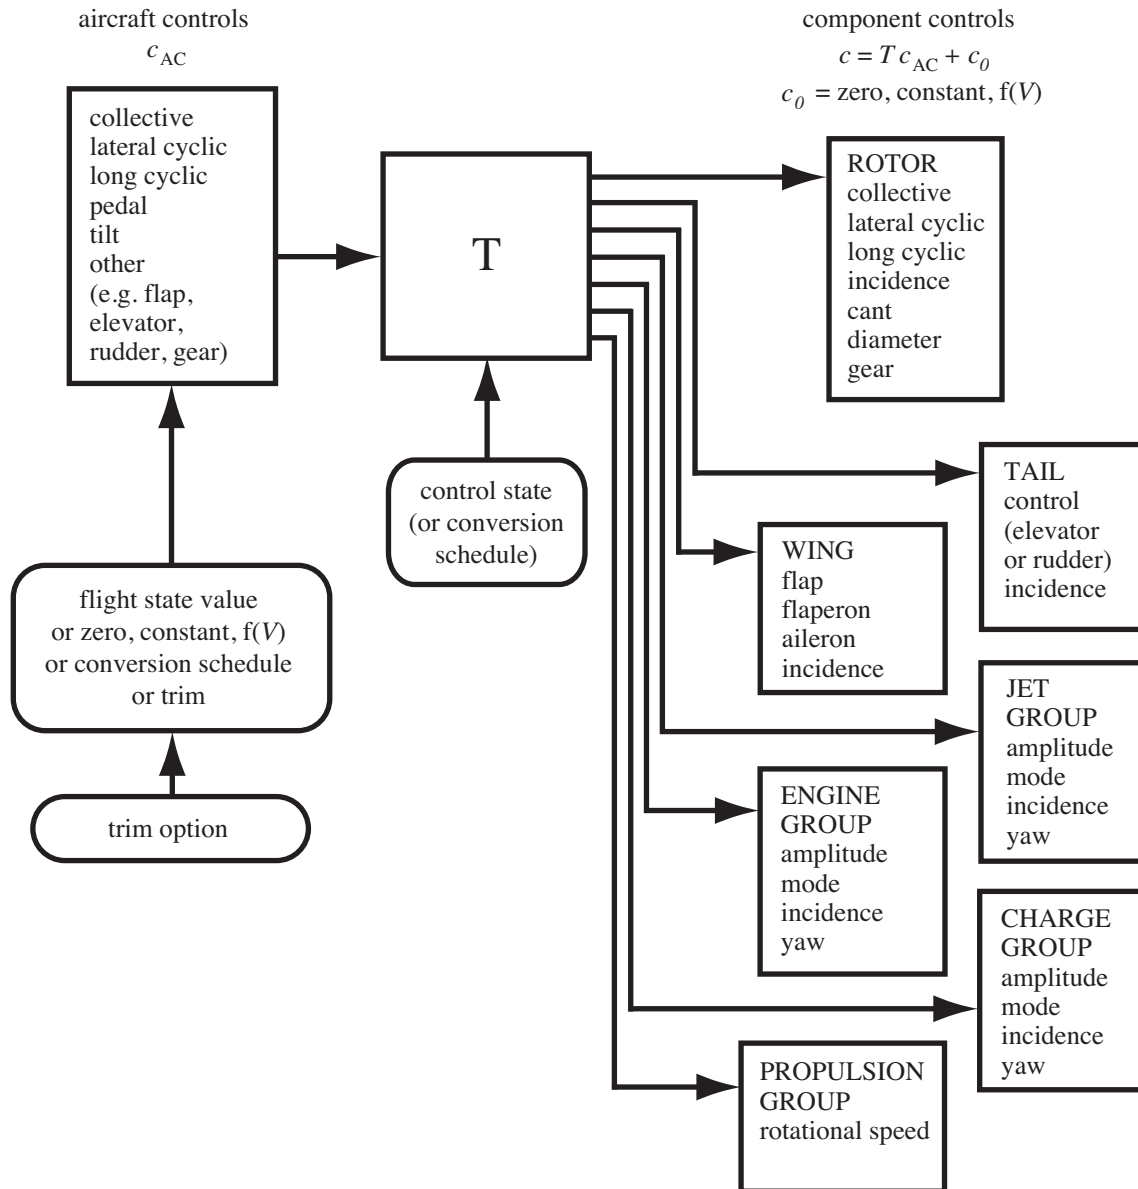 aircraft controls
c_AC
collective
lateral cyclic
long cyclic
pedal
tilt
other
(e.g. flap,
elevator,
rudder, gear)
flight state value
or zero, constant, f(V)
or conversion schedule
or trim
trim option
T
control state
(or conversion
schedule)
component controls
c = T c_AC + c_0
c_0 = zero, constant, f(V)
ROTOR
collective
lateral cyclic
long cyclic
incidence
cant
diameter
gear
TAIL
control
(elevator
or rudder)
incidence
WING
flap
flaperon
aileron
incidence
JET
GROUP
amplitude
mode
incidence
yaw
ENGINE
GROUP
amplitude
mode
incidence
yaw
CHARGE
GROUP
amplitude
mode
incidence
yaw
PROPULSION
GROUP
rotational speed